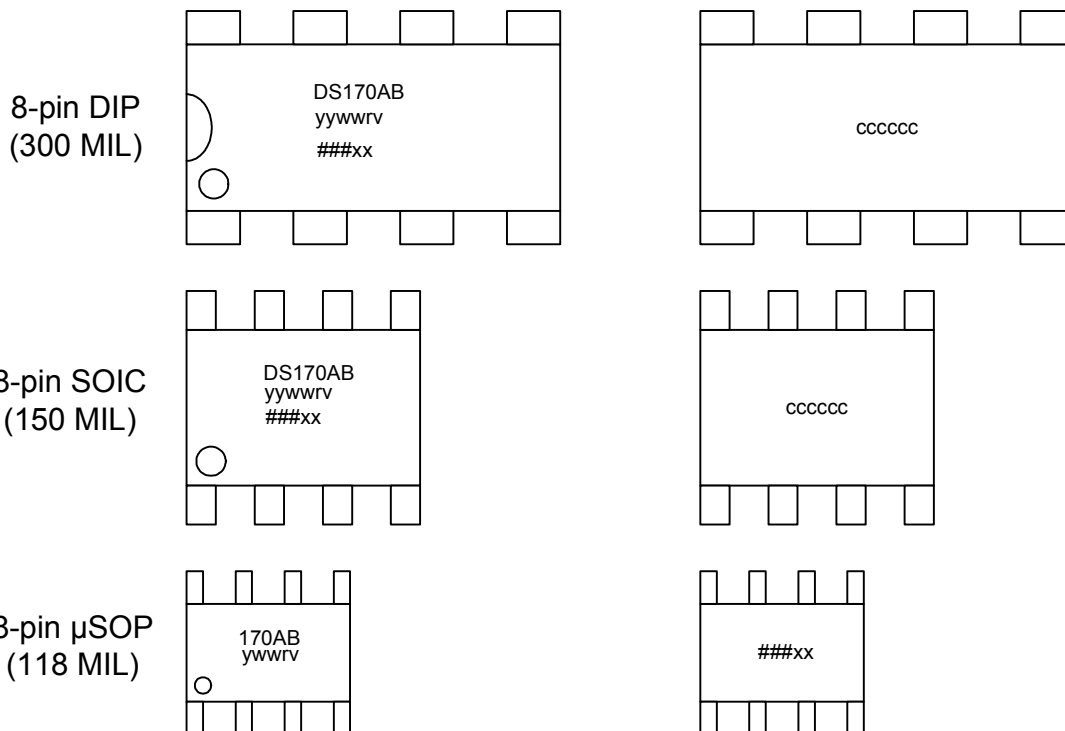 8-pin DIP
(300 MIL)
DS170AB
yywwrv
###xx
cccccc
8-pin SOIC
(150 MIL)
DS170AB
yywwrv
###xx
cccccc
8-pin µSOP
(118 MIL)
170AB
ywwrv
###xx